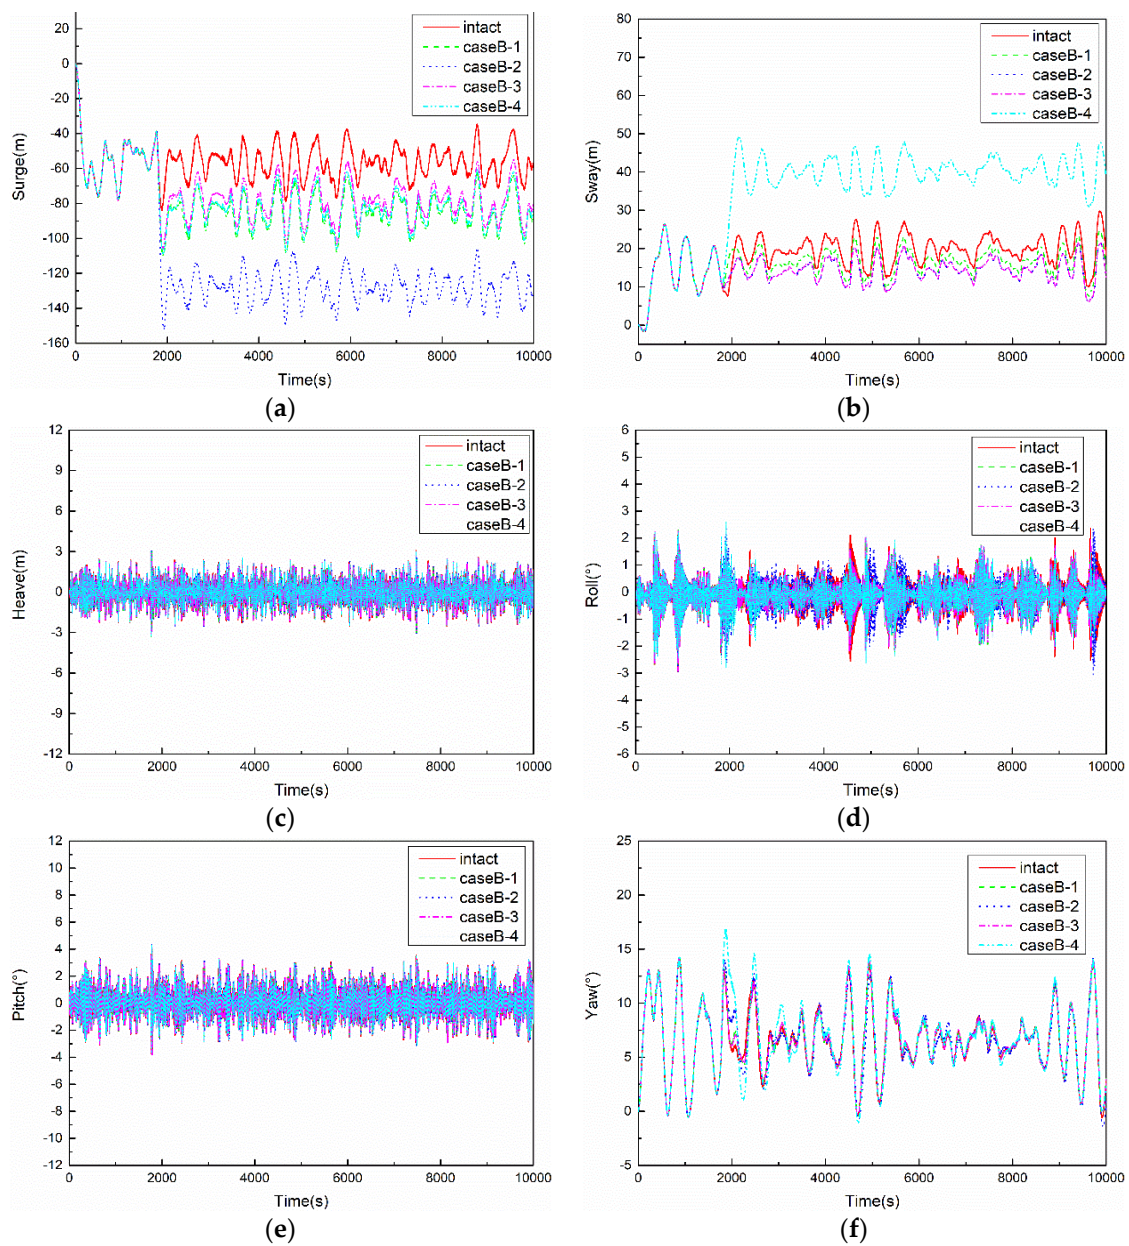 20
0
-20
-40
-60
-80
-100
-120
-140
-160
Surge(m)
0 2000 4000 6000 8000 10000
Time(s)
intact
caseB-1
caseB-2
caseB-3
caseB-4
(a)
80
70
60
50
40
30
20
10
0
Sway(m)
0 2000 4000 6000 8000 10000
Time(s)
intact
caseB-1
caseB-2
caseB-3
caseB-4
(b)
12
9
6
3
0
-3
-6
-9
-12
Heave(m)
0 2000 4000 6000 8000 10000
Time(s)
intact
caseB-1
caseB-2
caseB-3
caseB-4
(c)
6
5
4
3
2
1
0
-1
-2
-3
-4
-5
-6
Roll(°)
0 2000 4000 6000 8000 10000
Time(s)
intact
caseB-1
caseB-2
caseB-3
caseB-4
(d)
12
10
8
6
4
2
0
-2
-4
-6
-8
-10
-12
Pitch(°)
0 2000 4000 6000 8000 10000
Time(s)
intact
caseB-1
caseB-2
caseB-3
caseB-4
(e)
25
20
15
10
5
0
-5
Yaw(°)
0 2000 4000 6000 8000 10000
Time(s)
intact
caseB-1
caseB-2
caseB-3
caseB-4
(f)